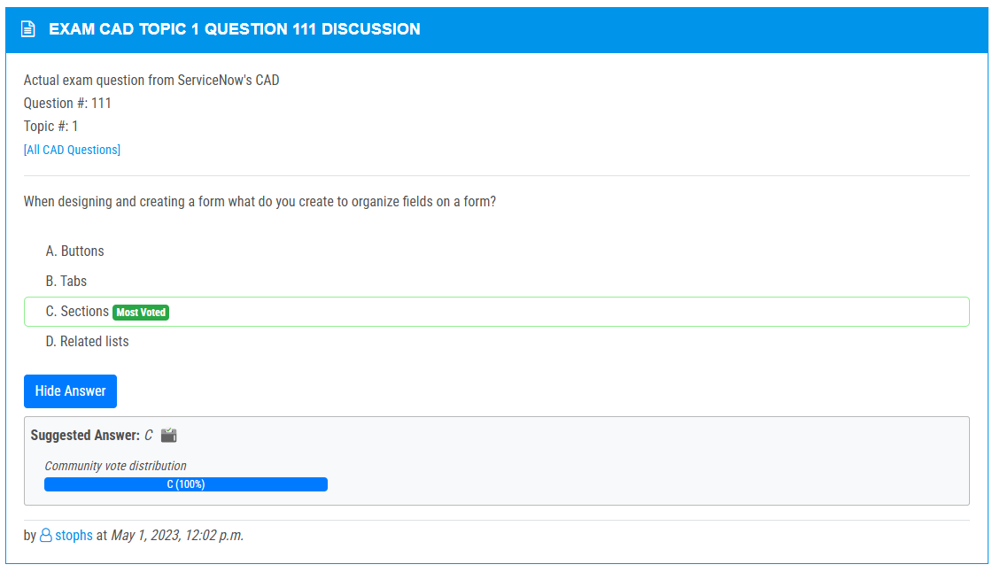 EXAM CAD TOPIC 1 QUESTION 111 DISCUSSION
Actual exam question from ServiceNow's CAD
Question #: 111
Topic #: 1
[All CAD Questions]
When designing and creating a form what do you create to organize fields on a form?
A. Buttons
B. Tabs
C. Sections Most Voted
D. Related lists
Hide Answer
Suggested Answer: C
Community vote distribution
C (100%)
by stophs at May 1, 2023, 12:02 p.m.